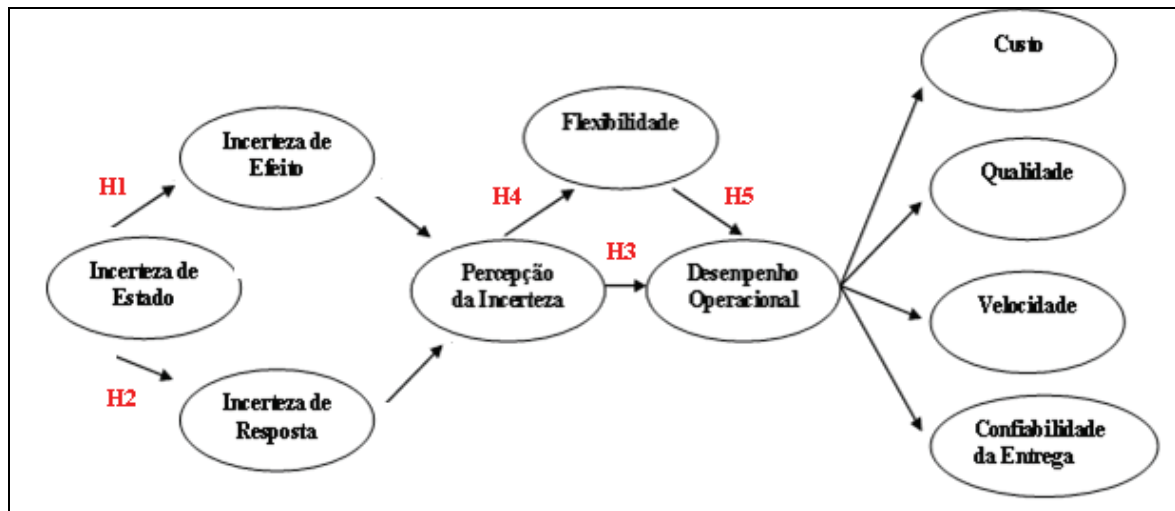 Custo
Flexibilidade
Incerteza de
Efeito
Qualidade
H1
H4
H5
H3
Incerteza de
Estado
Percepção
da Incerteza
Desempenho
Operacional
Velocidade
H2
Incerteza de
Resposta
Confiabilidade
da Entrega